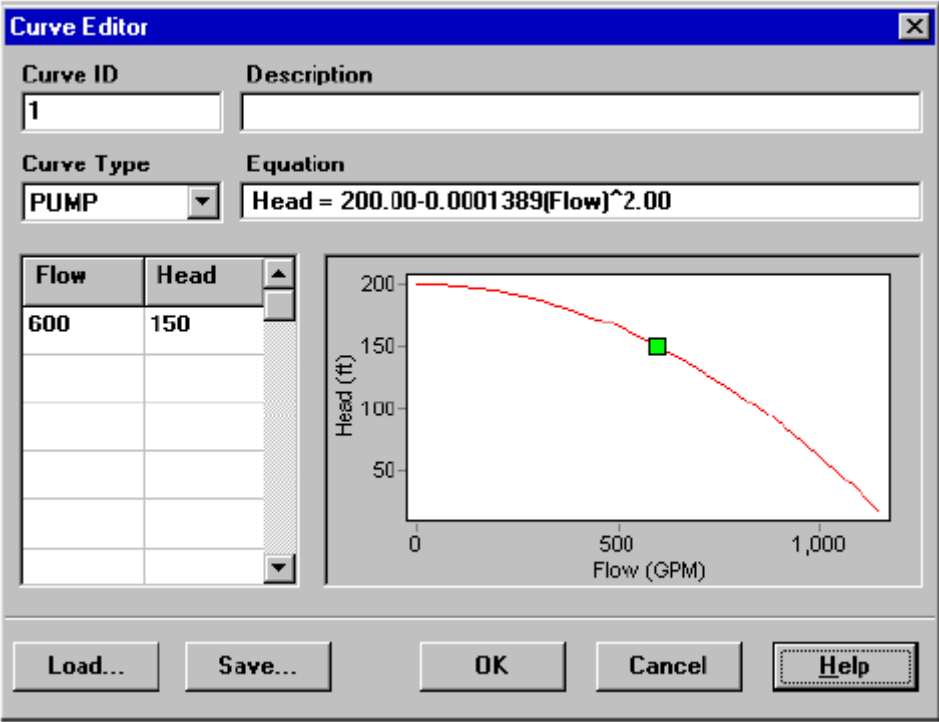 Curve Editor
Curve ID Description
1
Curve Type Equation
PUMP Head = 200.00-0.0001389(Flow)^2.00
Flow Head
600 150
200
150
100
50
Head (ft)
0 500 1,000
Flow (GPM)
Load... Save... OK Cancel Help